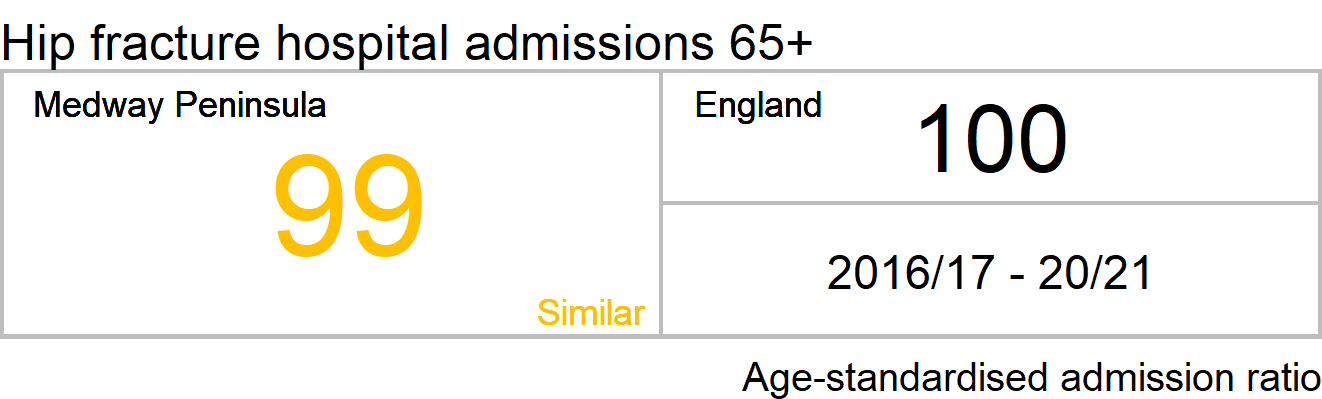 Hip fracture hospital admissions 65+
Medway Peninsula
99
Similar
England
100
2016/17 - 20/21
Age-standardised admission ratio